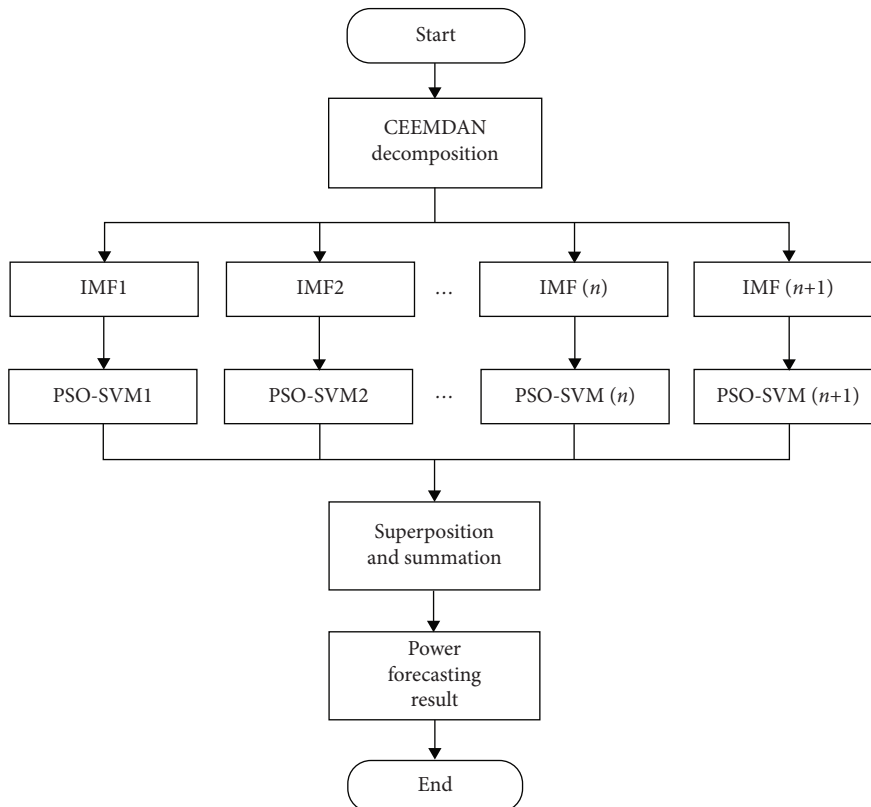 Start
CEEMDAN
decomposition
IMF1
IMF2
...
IMF (n)
IMF (n+1)
PSO-SVM1
PSO-SVM2
...
PSO-SVM (n)
PSO-SVM (n+1)
Superposition
and summation
Power
forecasting
result
End